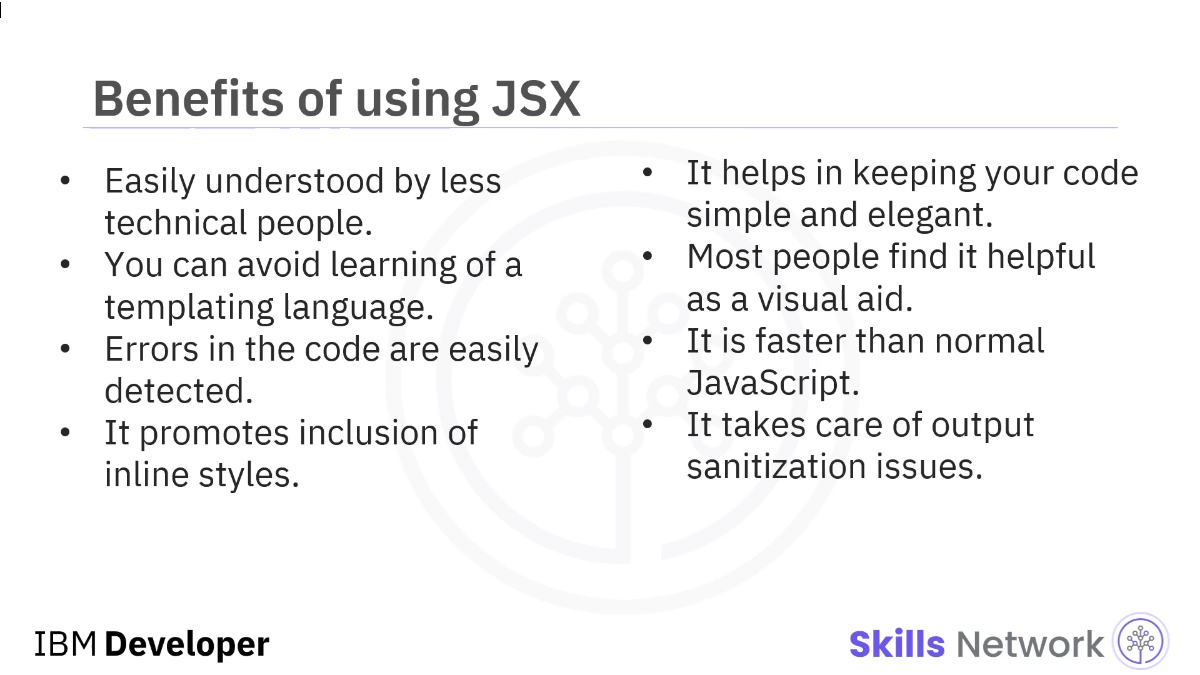 Benefits of using JSX
• Easily understood by less
technical people.
• You can avoid learning of a
templating language.
• Errors in the code are easily
detected.
• It promotes inclusion of
inline styles.
• It helps in keeping your code
simple and elegant.
• Most people find it helpful
as a visual aid.
• It is faster than normal
JavaScript.
• It takes care of output
sanitization issues.
IBM Developer
Skills Network